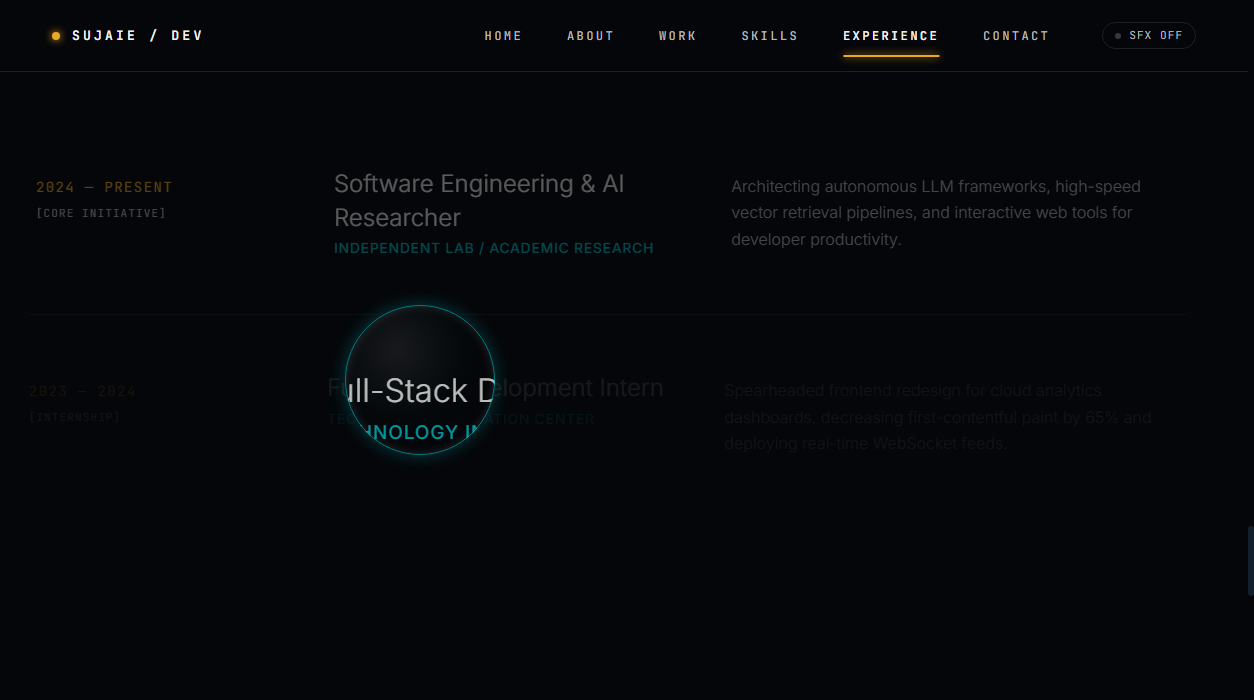 SUJAIE / DEV
HOME ABOUT WORK SKILLS EXPERIENCE CONTACT SFX OFF
2024 — PRESENT
[CORE INITIATIVE]
Software Engineering & AI
Researcher
INDEPENDENT LAB / ACADEMIC RESEARCH
Architecting autonomous LLM frameworks, high-speed
vector retrieval pipelines, and interactive web tools for
developer productivity.
2023 — 2024
[INTERNSHIP]
Full-Stack Development Intern
TECHNOLOGY INNOVATION CENTER
Spearheaded frontend redesign for cloud analytics
dashboards, decreasing first-contentful paint by 65% and
deploying real-time WebSocket feeds.